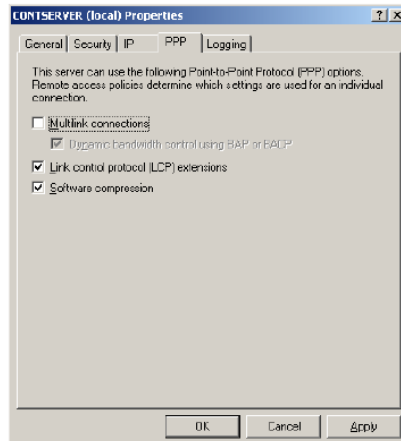 CONTSERVER (local) Properties
General Security IP PPP Logging
This server can use the following Point-to-Point Protocol (PPP) options.
Remote access policies determine which settings are used for an individual
connection.
Multilink connections
Dynamic bandwidth control using BAP or BACP
Link control protocol (LCP) extensions
Software compression
OK Cancel Apply